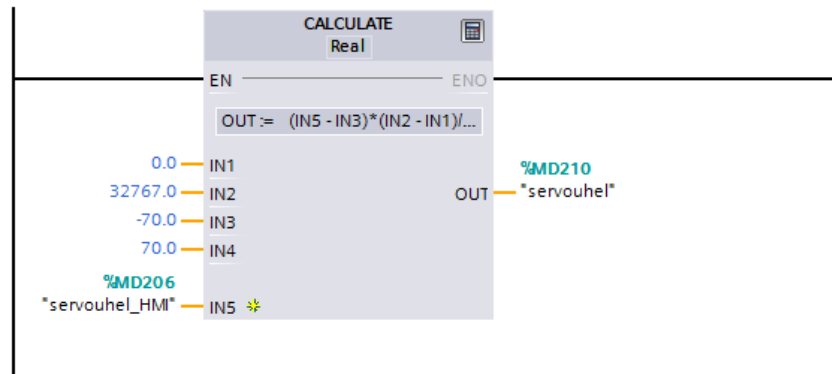 CALCULATE
Real
EN
ENO
OUT := (IN5 - IN3)*(IN2 - IN1)/...
0.0
IN1
32767.0
IN2
-70.0
IN3
70.0
IN4
%MD206
"servouhel_HMI"
IN5
%MD210
OUT
"servouhel"